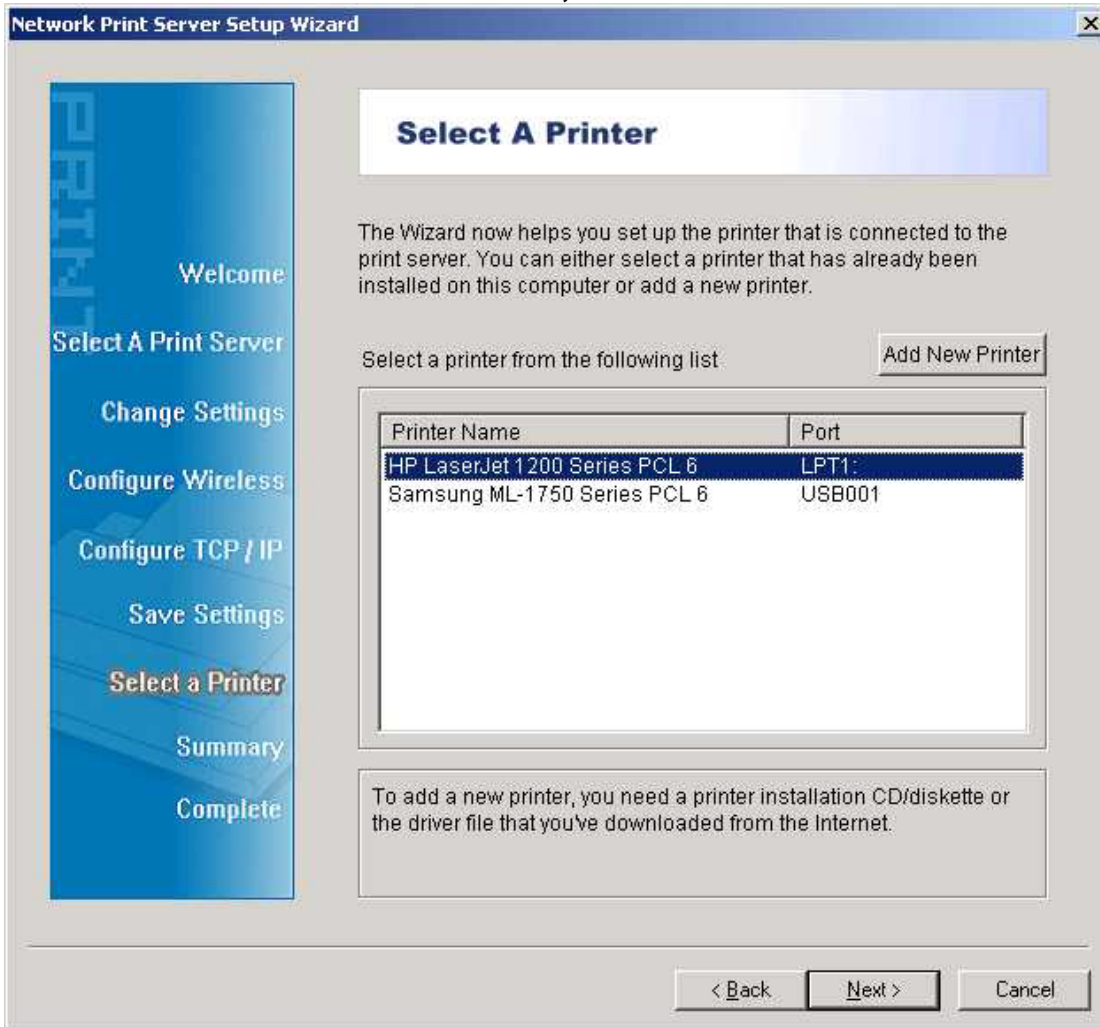 Network Print Server Setup Wizard
PRINT
Welcome
Select A Print Server
Change Settings
Configure Wireless
Configure TCP / IP
Save Settings
Select a Printer
Summary
Complete
Select A Printer
The Wizard now helps you set up the printer that is connected to the
print server. You can either select a printer that has already been
installed on this computer or add a new printer.
Select a printer from the following list
Add New Printer
Printer Name Port
HP LaserJet 1200 Series PCL 6 LPT1:
Samsung ML-1750 Series PCL 6 USB001
To add a new printer, you need a printer installation CD/diskette or
the driver file that you've downloaded from the Internet.
< Back Next > Cancel